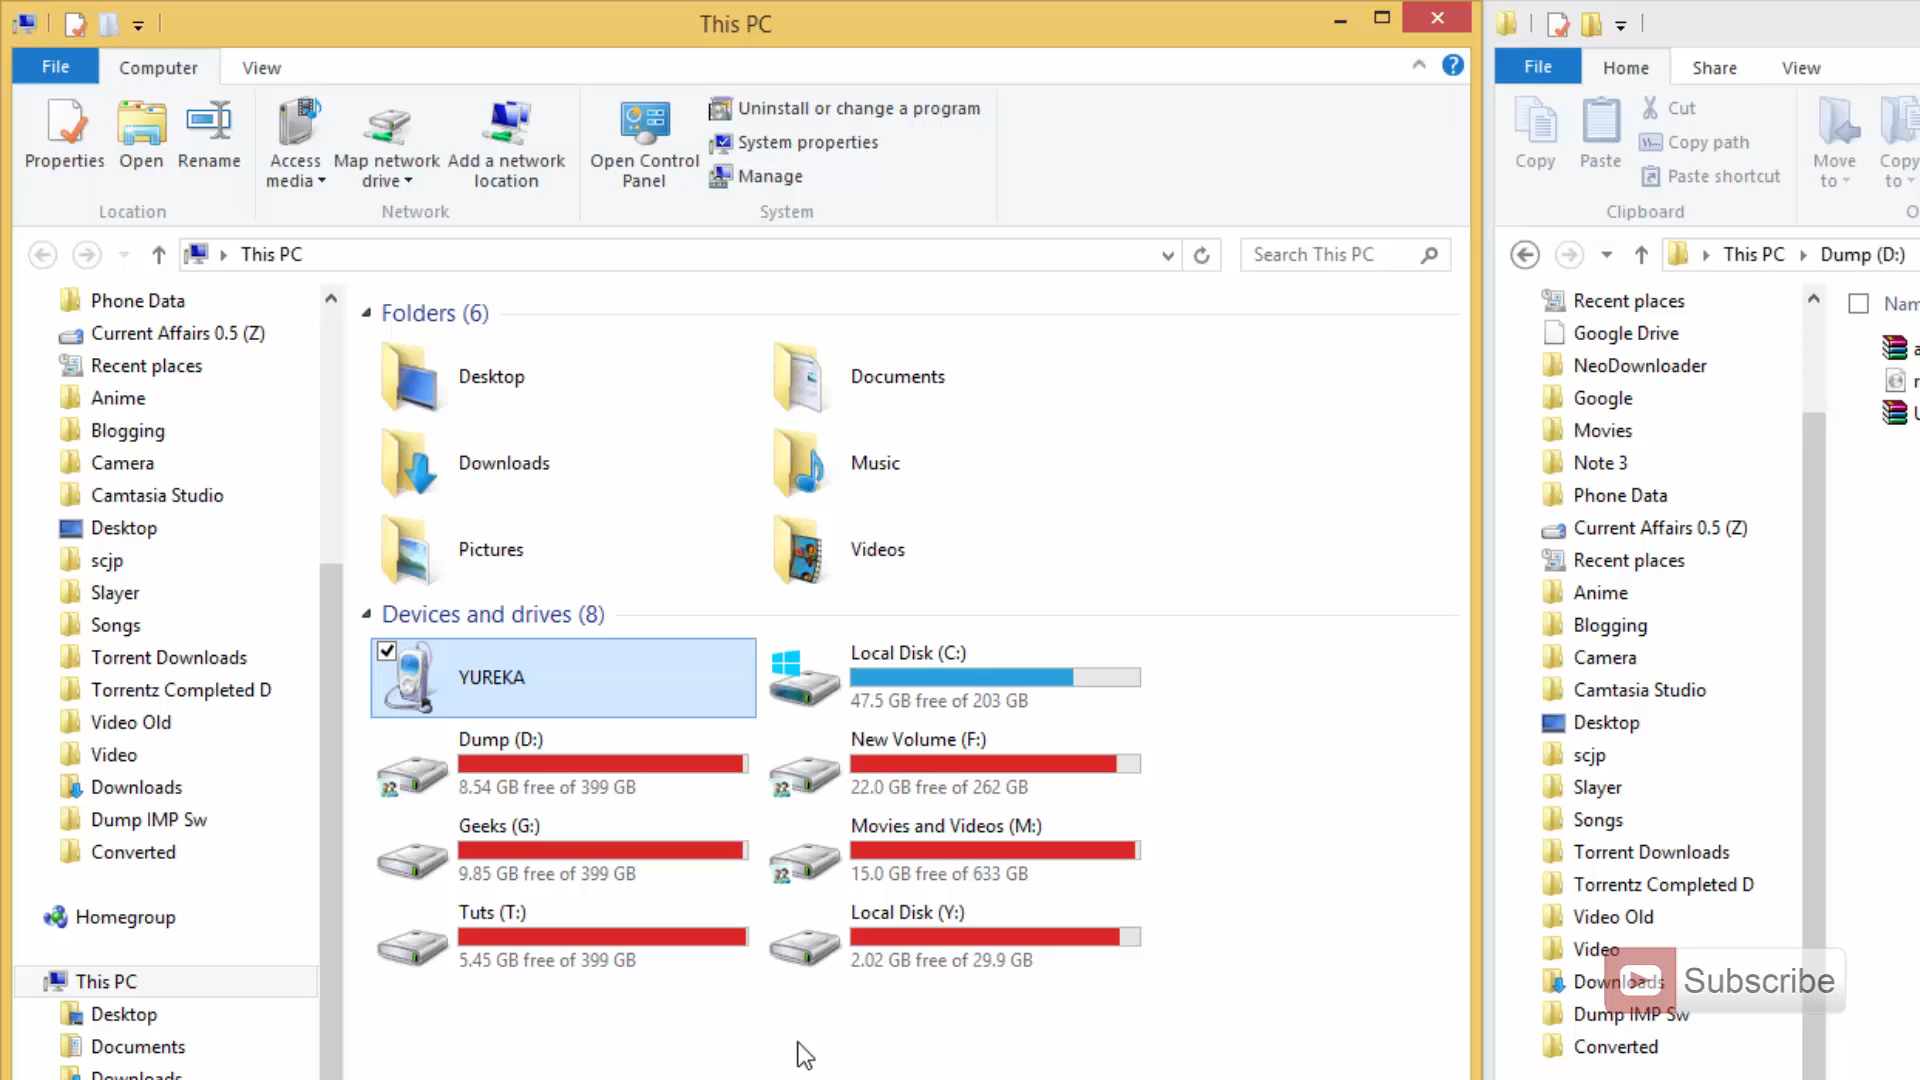 This PC
File
Computer
View
Properties
Open
Rename
Access media
Map network drive
Add a network location
Open Control Panel
Uninstall or change a program
System properties
Manage
Location
Network
System
This PC
Search This PC
Phone Data
Current Affairs 0.5 (Z)
Recent places
Anime
Blogging
Camera
Camtasia Studio
Desktop
scjp
Slayer
Songs
Torrent Downloads
Torrentz Completed D
Video Old
Video
Downloads
Dump IMP Sw
Converted
Homegroup
This PC
Desktop
Documents
Downloads
Folders (6)
Desktop
Documents
Downloads
Music
Pictures
Videos
Devices and drives (8)
YUREKA
Local Disk (C:)
47.5 GB free of 203 GB
Dump (D:)
8.54 GB free of 399 GB
New Volume (F:)
22.0 GB free of 262 GB
Geeks (G:)
9.85 GB free of 399 GB
Movies and Videos (M:)
15.0 GB free of 633 GB
Tuts (T:)
5.45 GB free of 399 GB
Local Disk (Y:)
2.02 GB free of 29.9 GB
File
Home
Share
View
Copy
Paste
Cut
Copy path
Paste shortcut
Move to
Copy to
Clipboard
This PC
Dump (D:)
Recent places
Google Drive
NeoDownloader
Google
Movies
Note 3
Phone Data
Current Affairs 0.5 (Z)
Recent places
Anime
Blogging
Camera
Camtasia Studio
Desktop
scjp
Slayer
Songs
Torrent Downloads
Torrentz Completed D
Video Old
Video
Downloads
Dump IMP Sw
Converted
Subscribe